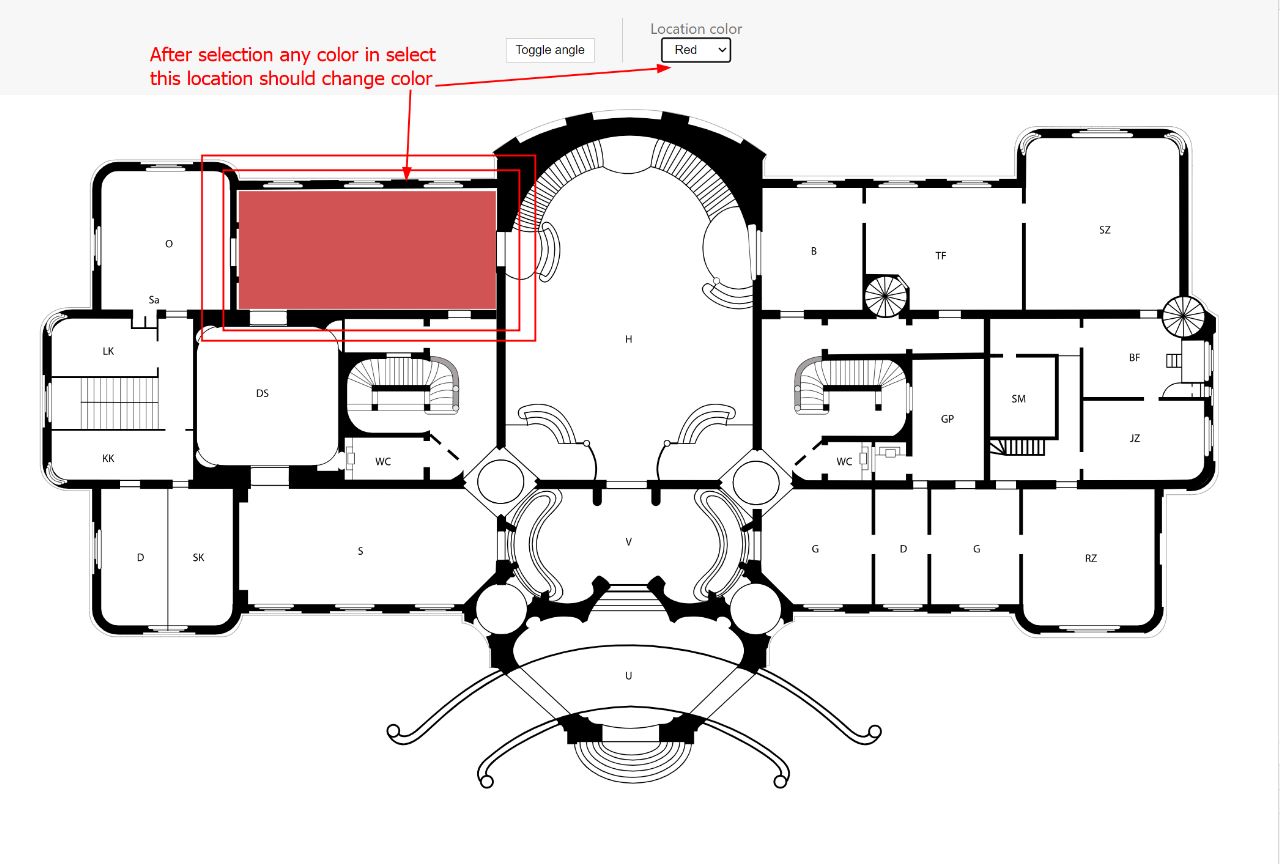 Location color
Toggle angle
Red
After selection any color in select
this location should change color
O
Sa
B
TF
SZ
LK
DS
H
KK
WC
WC
GP
SM
BF
JZ
D
SK
S
V
G
D
G
RZ
U